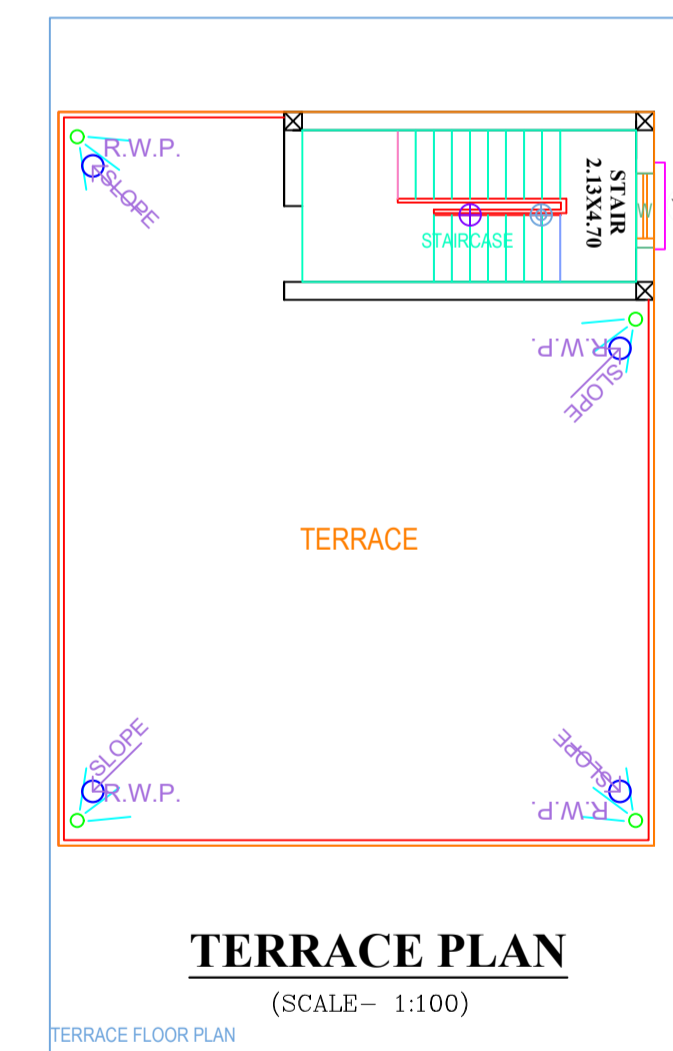 R.W.P.
SLOPE
STAIR
2.13X4.70
W
STAIRCASE
R.W.P.
SLOPE
TERRACE
SLOPE
R.W.P.
SLOPE
R.W.P.
TERRACE PLAN
(SCALE- 1:100)
TERRACE FLOOR PLAN